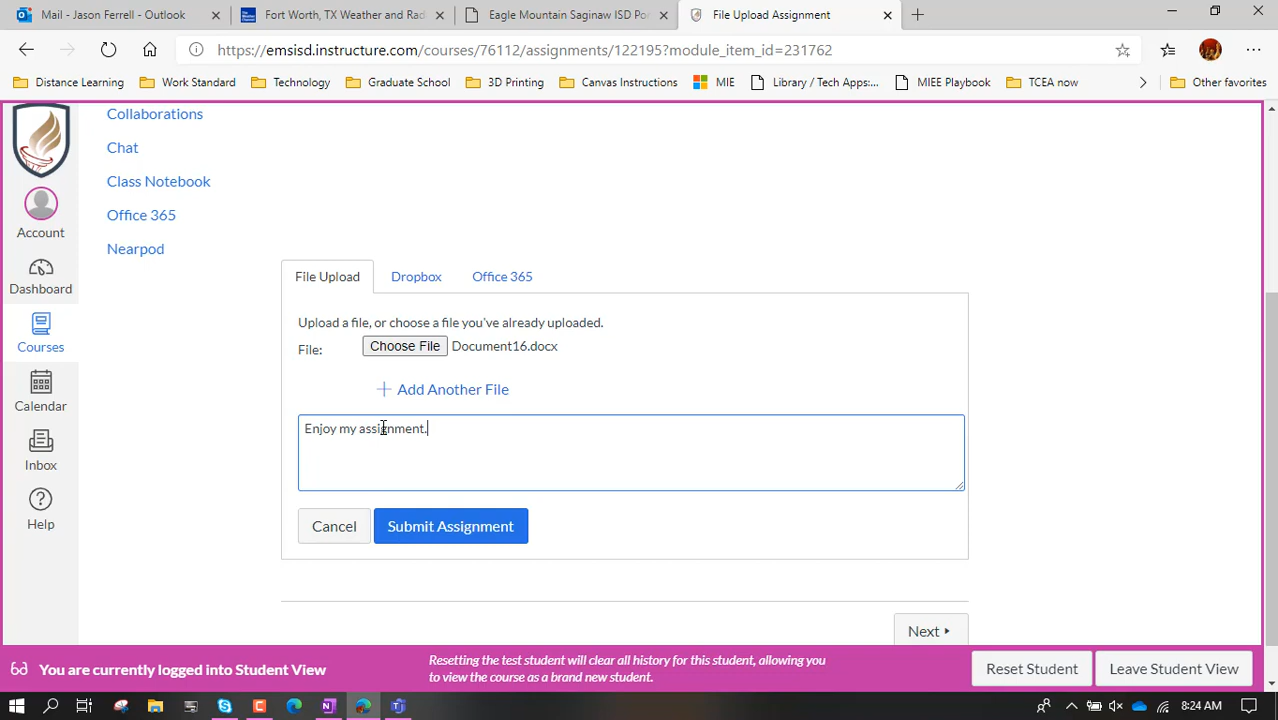 Mail - Jason Ferrell - Outlook
Fort Worth, TX Weather and Rad
Eagle Mountain Saginaw ISD Po
File Upload Assignment
https://emsisd.instructure.com/courses/76112/assignments/122195?module_item_id=231762
Distance Learning
Work Standard
Technology
Graduate School
3D Printing
Canvas Instructions
MIE
Library / Tech Apps:...
MIEE Playbook
TCEA now
Other favorites
Collaborations
Chat
Class Notebook
Office 365
Nearpod
Account
Dashboard
Courses
Calendar
Inbox
Help
File Upload
Dropbox
Office 365
Upload a file, or choose a file you've already uploaded.
File:
Choose File
Document16.docx
Add Another File
Enjoy my assignment.
Cancel
Submit Assignment
Next
You are currently logged into Student View
Resetting the test student will clear all history for this student, allowing you
to view the course as a brand new student.
Reset Student
Leave Student View
8:24 AM